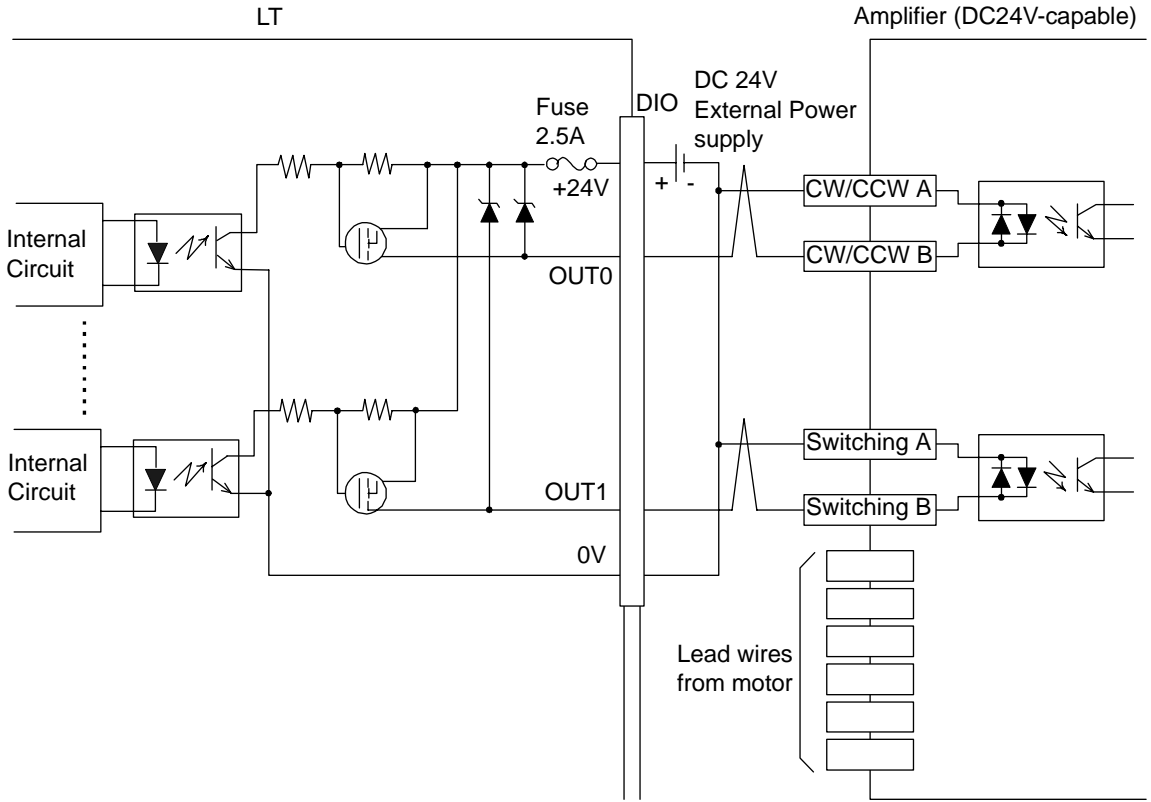 LT
Amplifier (DC24V-capable)
Fuse
2.5A
DIO
DC 24V
External Power
supply
+24V
+ -
CW/CCW A
Internal
Circuit
CW/CCW B
OUT0
Switching A
Internal
Circuit
OUT1
Switching B
0V
Lead wires
from motor